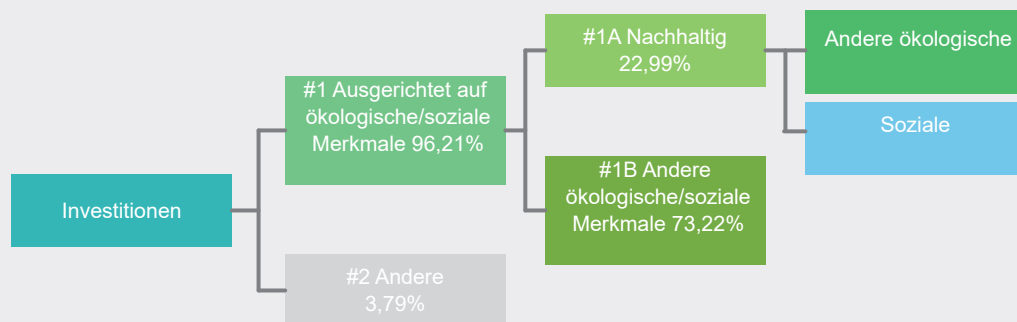 Investitionen
#1 Ausgerichtet auf
ökologische/soziale
Merkmale 96,21%
#2 Andere
3,79%
#1A Nachhaltig
22,99%
#1B Andere
ökologische/soziale
Merkmale 73,22%
Andere ökologische
Soziale